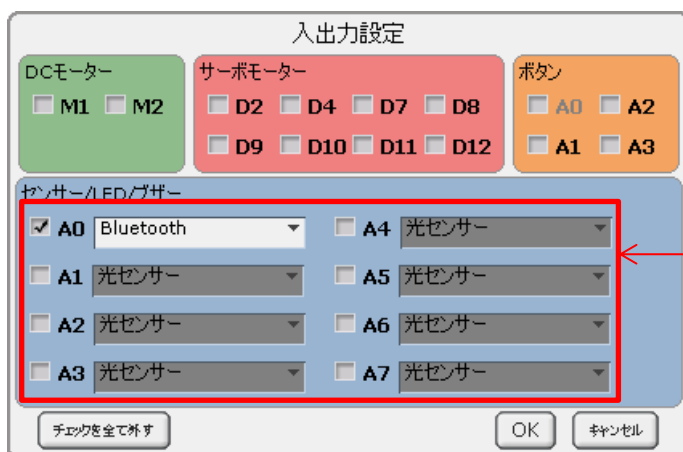 入出力設定
DCモーター
M1 M2
サーボモーター
D2 D4 D7 D8
D9 D10 D11 D12
ボタン
A0 A2
A1 A3
センサー/LED/ブザー
A0 Bluetooth A4 光センサー
A1 光センサー A5 光センサー
A2 光センサー A6 光センサー
A3 光センサー A7 光センサー
チェックを全て外す OK キャンセル